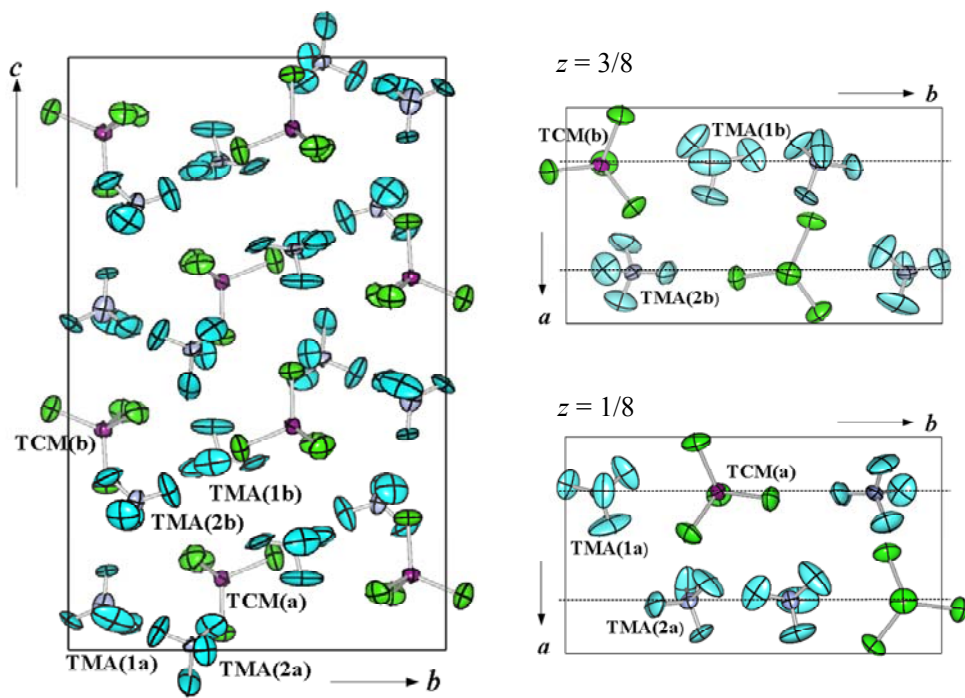 c
TCM(b)
TMA(1b)
TMA(2b)
TCM(a)
TMA(1a)
TMA(2a)
b
z = 3/8
b
TCM(b)
TMA(1b)
TMA(2b)
a
z = 1/8
b
TCM(a)
TMA(1a)
TMA(2a)
a